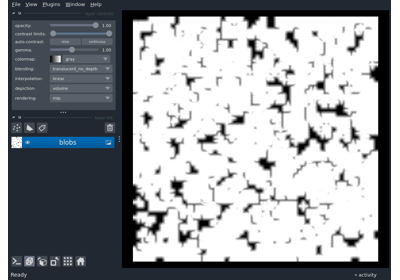 File View Plugins Window Help
opacity: 1.00
contrast limits:
auto-contrast: once continuous
gamma: 1.00
colormap: gray
blending: translucent_no_depth
interpolation: linear
depiction: volume
rendering: mip
blobs
Ready
activity